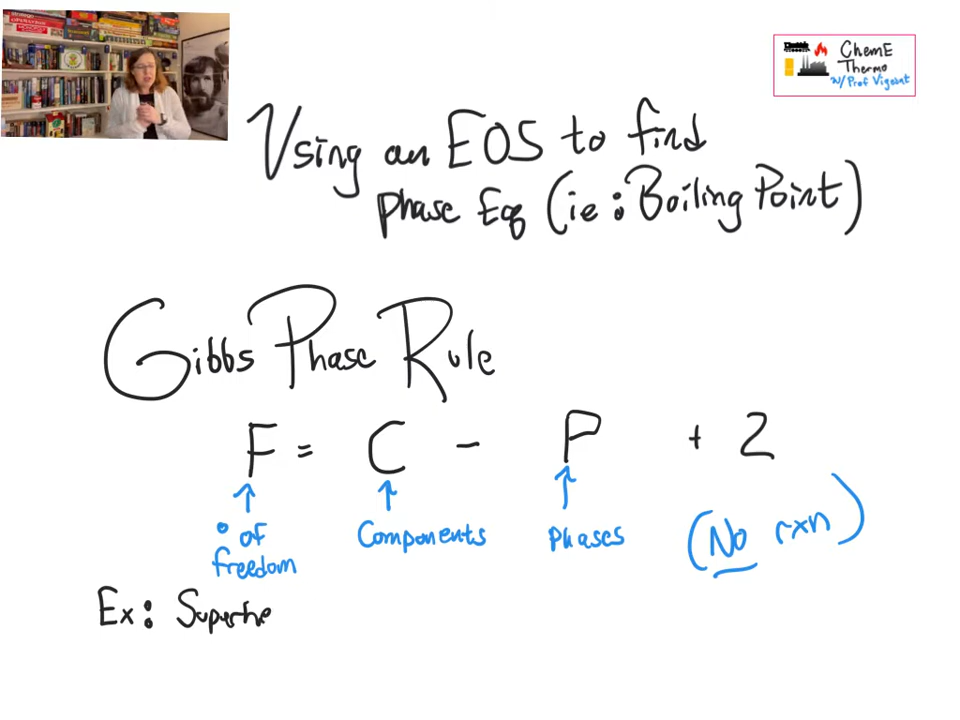 ChemE
Thermo
w/ Prof Vigeant
Using an EOS to find
phase Eq (ie: Boiling Point)
Gibbs Phase Rule
F = C - P + 2
° of
freedom
Components
Phases
(No rxn)
Ex: Superhe